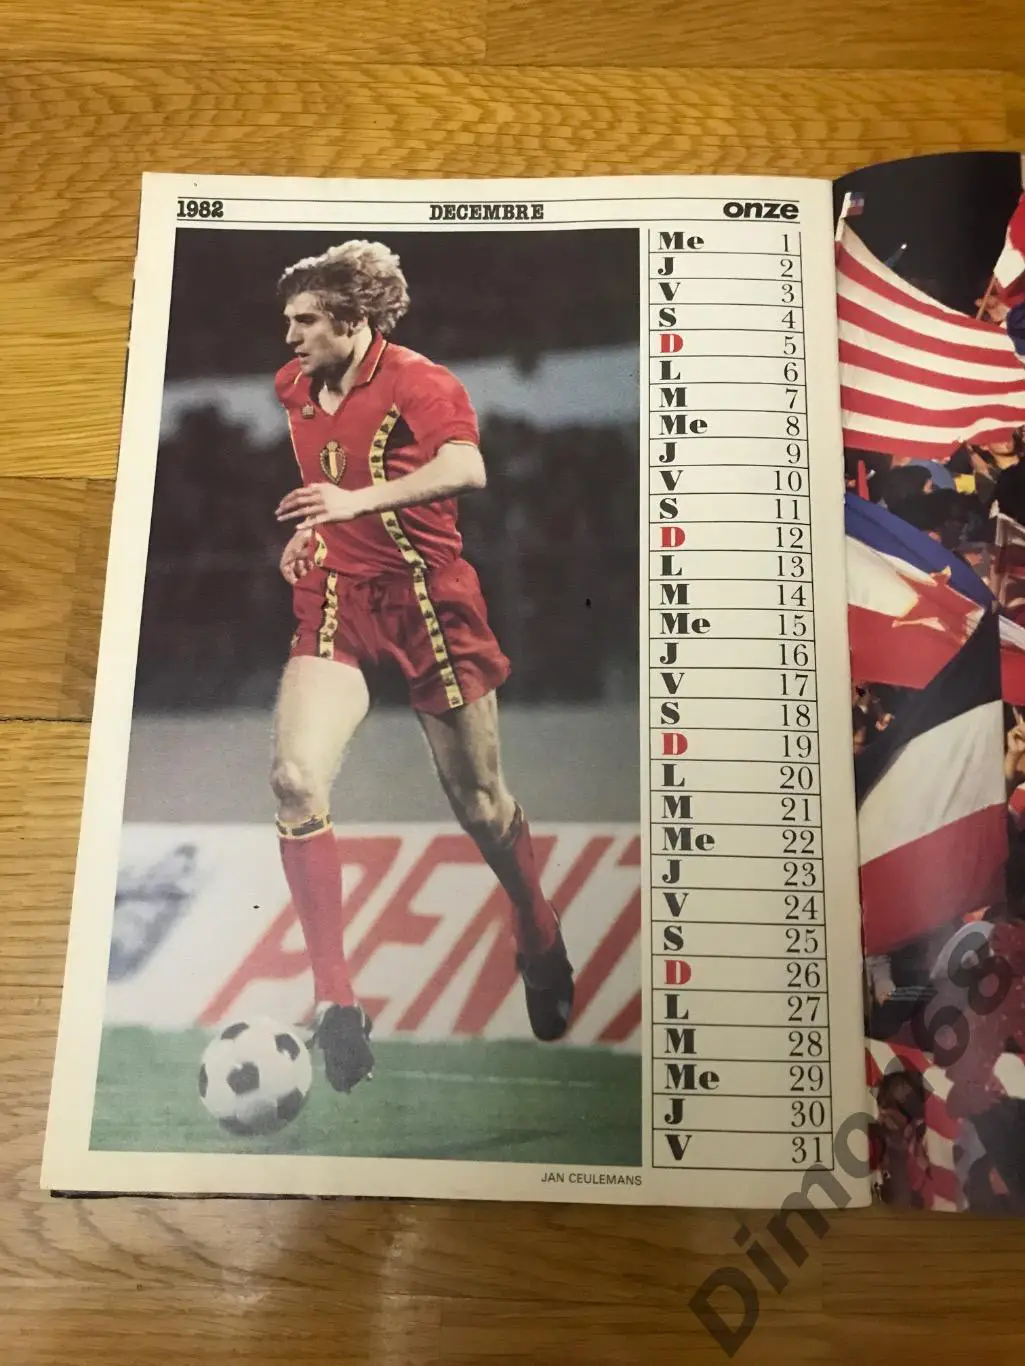 1982 DECEMBRE onze
Me 1
J 2
V 3
S 4
D 5
L 6
M 7
Me 8
J 9
V 10
S 11
D 12
L 13
M 14
Me 15
J 16
V 17
S 18
D 19
L 20
M 21
Me 22
J 23
V 24
S 25
D 26
L 27
M 28
Me 29
J 30
V 31
PENT
JAN CEULEMANS
Dimon68